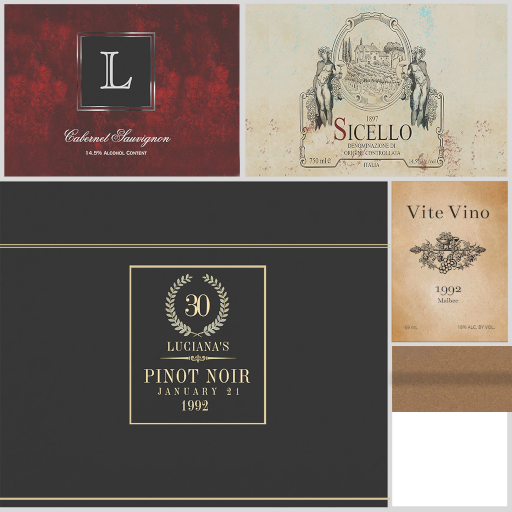 L
Cabernet Sauvignon
14.5% ALCOHOL CONTENT
1897
SICELLO
DENOMINAZIONE DI
ORIGINE CONTROLLATA
750 ml e
ITALIA
30
LUCIANA'S
PINOT NOIR
JANUARY 21
1992
Vite Vino
1992
Malbec
13% ALC. BY VOL.